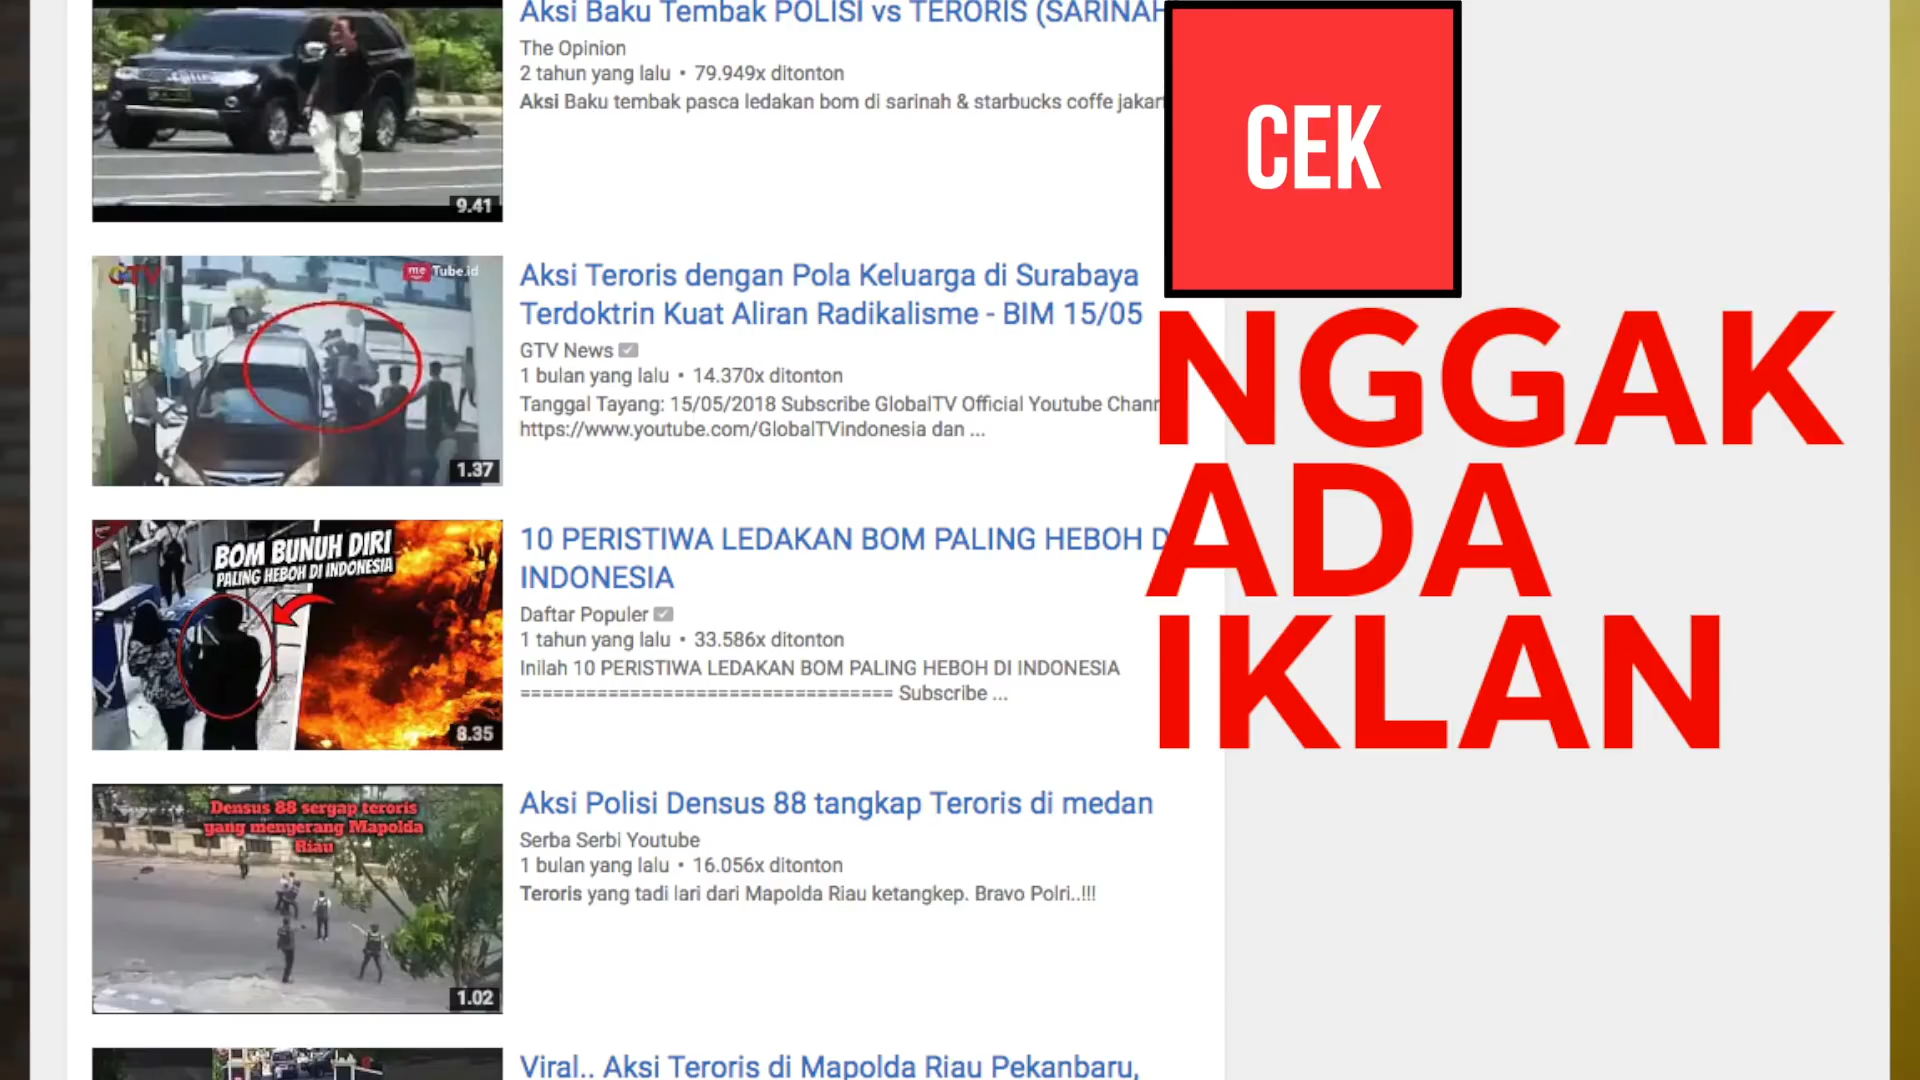 Aksi Baku Tembak POLISI vs TERORIS (SARINAH
The Opinion
2 tahun yang lalu • 79.949x ditonton
Aksi Baku tembak pasca ledakan bom di sarinah & starbucks coffe jakart
9.41
CEK
GTV
me Tube.id
Aksi Teroris dengan Pola Keluarga di Surabaya
Terdoktrin Kuat Aliran Radikalisme - BIM 15/05
GTV News
1 bulan yang lalu • 14.370x ditonton
Tanggal Tayang: 15/05/2018 Subscribe GlobalTV Official Youtube Chann
https://www.youtube.com/GlobalTVindonesia dan ...
1.37
NGGAK
ADA
IKLAN
BOM BUNUH DIRI
PALING HEBOH DI INDONESIA
10 PERISTIWA LEDAKAN BOM PALING HEBOH D
INDONESIA
Daftar Populer
1 tahun yang lalu • 33.586x ditonton
Inilah 10 PERISTIWA LEDAKAN BOM PALING HEBOH DI INDONESIA
================================== Subscribe ...
8.35
Densus 88 sergap teroris
yang menyerang Mapolda
Riau
Aksi Polisi Densus 88 tangkap Teroris di medan
Serba Serbi Youtube
1 bulan yang lalu • 16.056x ditonton
Teroris yang tadi lari dari Mapolda Riau ketangkep. Bravo Polri..!!!
1.02
Viral.. Aksi Teroris di Mapolda Riau Pekanbaru,